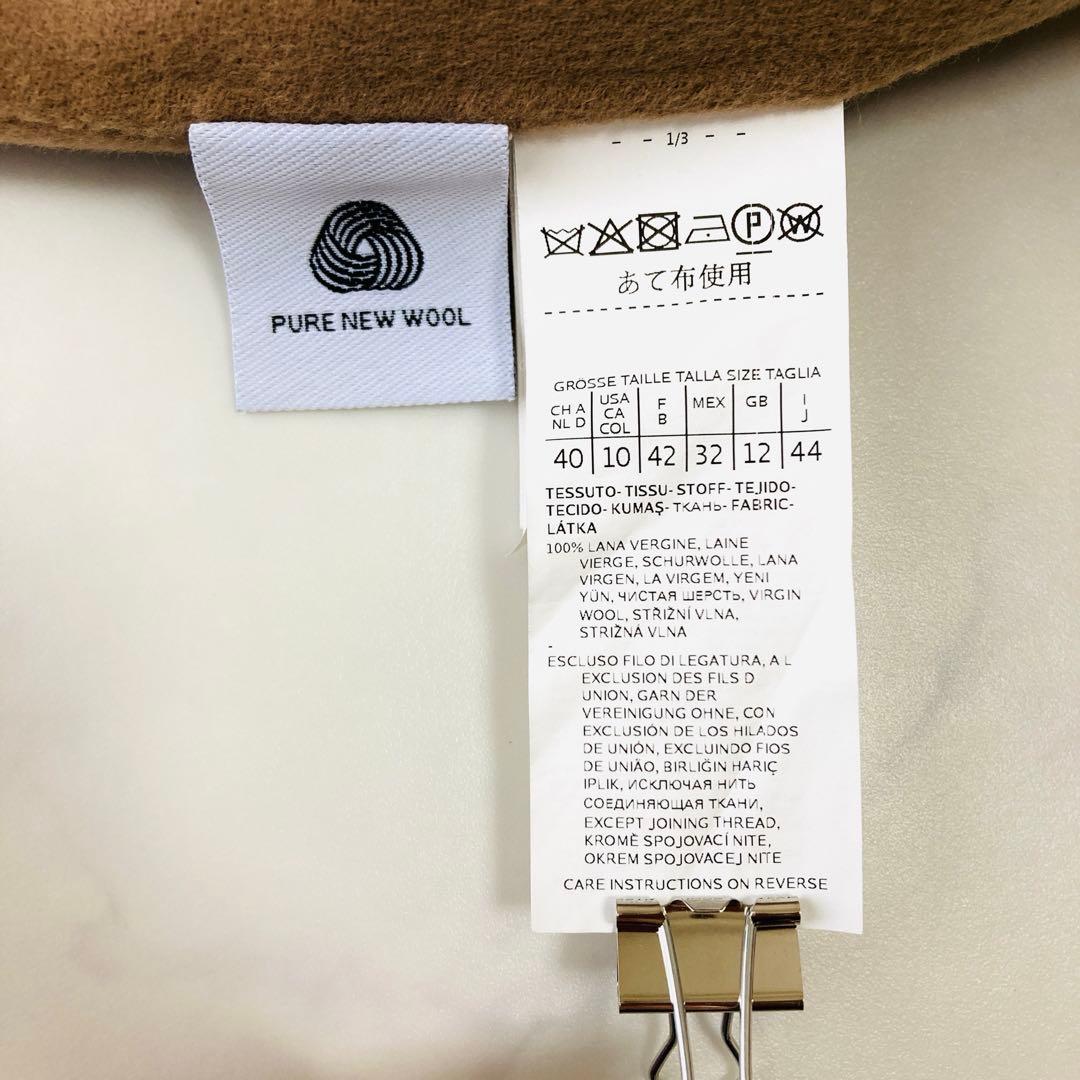 PURE NEW WOOL
- - 1/3 - -
P W
あて布使用
GRÖSSE TAILLE TALLA SIZE TAGLIA
CH A NL D USA CA COL F B MEX GB I J
40 10 42 32 12 44
TESSUTO- TISSU- STOFF- TEJIDO-
TECIDO- KUMAŞ- ТКАНЬ- FABRIC-
LÁTKA
100% LANA VERGINE, LAINE
VIERGE, SCHURWOLLE, LANA
VIRGEN, LA VIRGEM, YENI
YÜN, ЧИСТАЯ ШЕРСТЬ, VIRGIN
WOOL, STŘIŽNÍ VLNA,
STRIŽNÁ VLNA
-
ESCLUSO FILO DI LEGATURA, A L
EXCLUSION DES FILS D
UNION, GARN DER
VEREINIGUNG OHNE, CON
EXCLUSIÓN DE LOS HILADOS
DE UNIÓN, EXCLUINDO FIOS
DE UNIÃO, BIRLIĞIN HARIÇ
IPLIK, ИСКЛЮЧАЯ НИТЬ
СОЕДИНЯЮЩАЯ ТКАНИ,
EXCEPT JOINING THREAD,
KROMĚ SPOJOVACÍ NITE,
OKREM SPOJOVACEJ NITE
CARE INSTRUCTIONS ON REVERSE